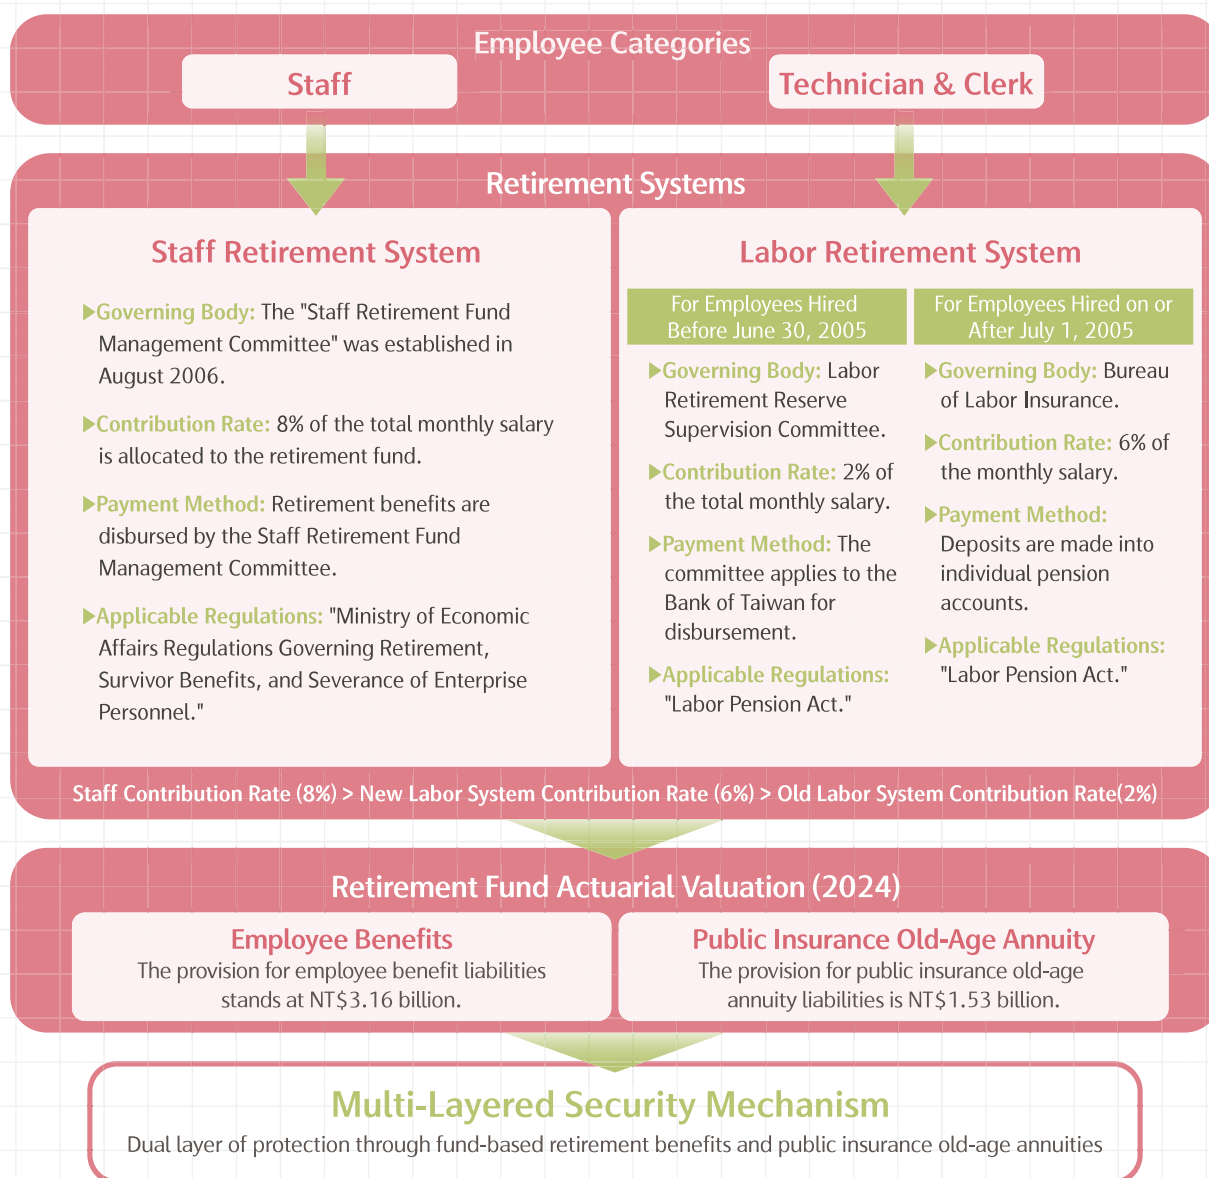 Employee Categories
Staff
Technician & Clerk
Retirement Systems
Staff Retirement System
▶Governing Body: The "Staff Retirement Fund
Management Committee" was established in
August 2006.
▶Contribution Rate: 8% of the total monthly salary
is allocated to the retirement fund.
▶Payment Method: Retirement benefits are
disbursed by the Staff Retirement Fund
Management Committee.
▶Applicable Regulations: "Ministry of Economic
Affairs Regulations Governing Retirement,
Survivor Benefits, and Severance of Enterprise
Personnel."
Labor Retirement System
For Employees Hired
Before June 30, 2005
▶Governing Body: Labor
Retirement Reserve
Supervision Committee.
▶Contribution Rate: 2% of
the total monthly salary.
▶Payment Method: The
committee applies to the
Bank of Taiwan for
disbursement.
▶Applicable Regulations:
"Labor Pension Act."
For Employees Hired on or
After July 1, 2005
▶Governing Body: Bureau
of Labor Insurance.
▶Contribution Rate: 6% of
the monthly salary.
▶Payment Method:
Deposits are made into
individual pension
accounts.
▶Applicable Regulations:
"Labor Pension Act."
Staff Contribution Rate (8%) > New Labor System Contribution Rate (6%) > Old Labor System Contribution Rate(2%)
Retirement Fund Actuarial Valuation (2024)
Employee Benefits
The provision for employee benefit liabilities
stands at NT$3.16 billion.
Public Insurance Old-Age Annuity
The provision for public insurance old-age
annuity liabilities is NT$1.53 billion.
Multi-Layered Security Mechanism
Dual layer of protection through fund-based retirement benefits and public insurance old-age annuities